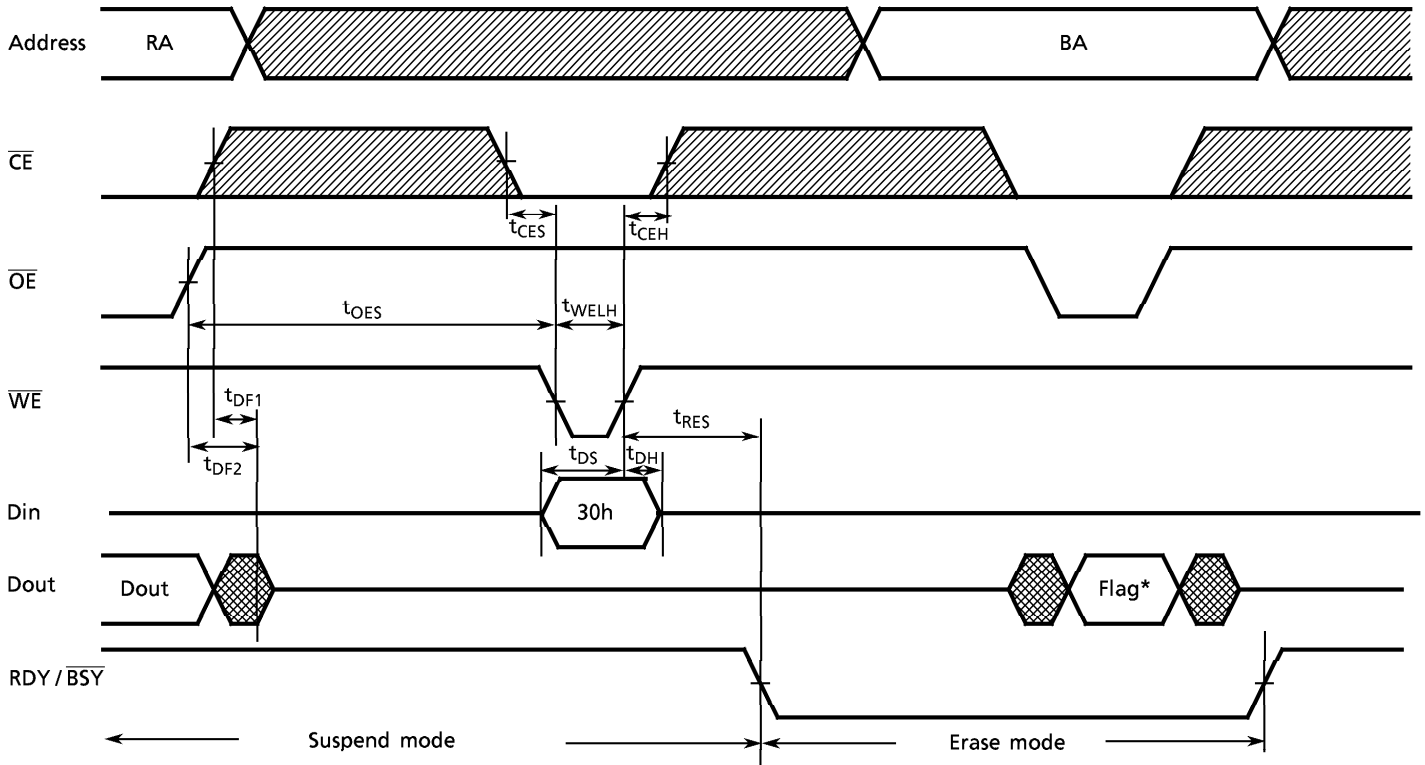 Address RA BA
CE
tCES tCEH
OE
tOES tWELH
WE
tDF1
tRES
tDF2
tDS tDH
Din 30h
Dout Dout Flag*
RDY / BSY
Suspend mode Erase mode